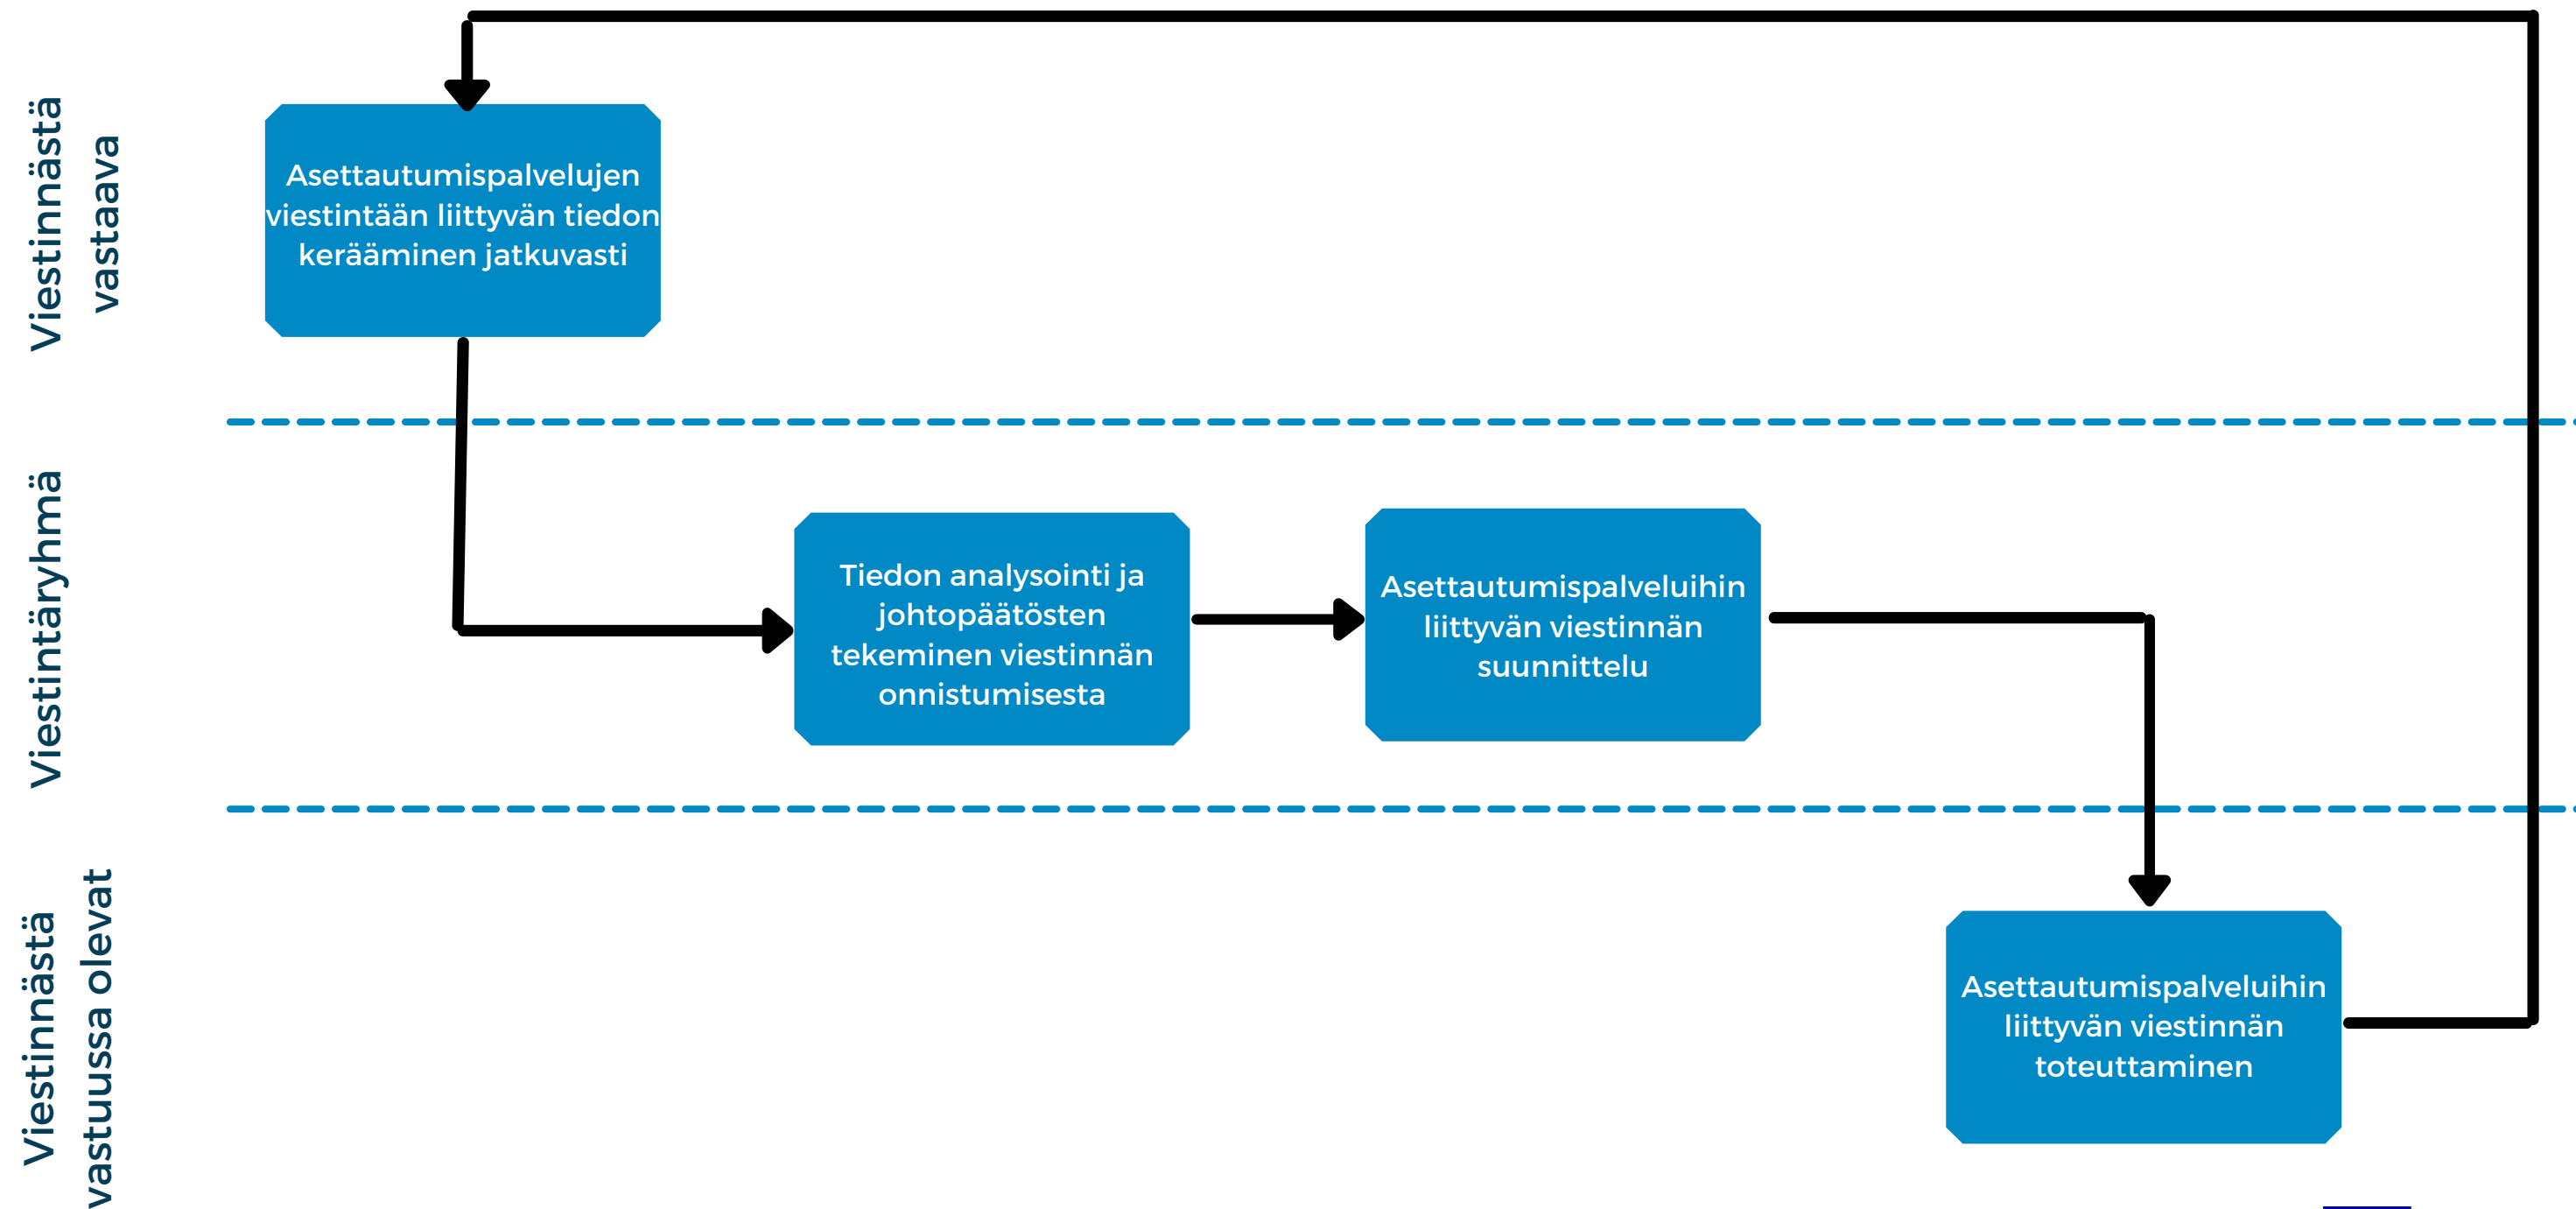 Viestinnästä
vastaava
Asettautumispalvelujen
viestintään liittyvän tiedon
kerääminen jatkuvasti
Viestintäryhmä
Tiedon analysointi ja
johtopäätösten
tekeminen viestinnän
onnistumisesta
Asettautumispalveluihin
liittyvän viestinnän
suunnittelu
Viestinnästä
vastuussa olevat
Asettautumispalveluihin
liittyvän viestinnän
toteuttaminen